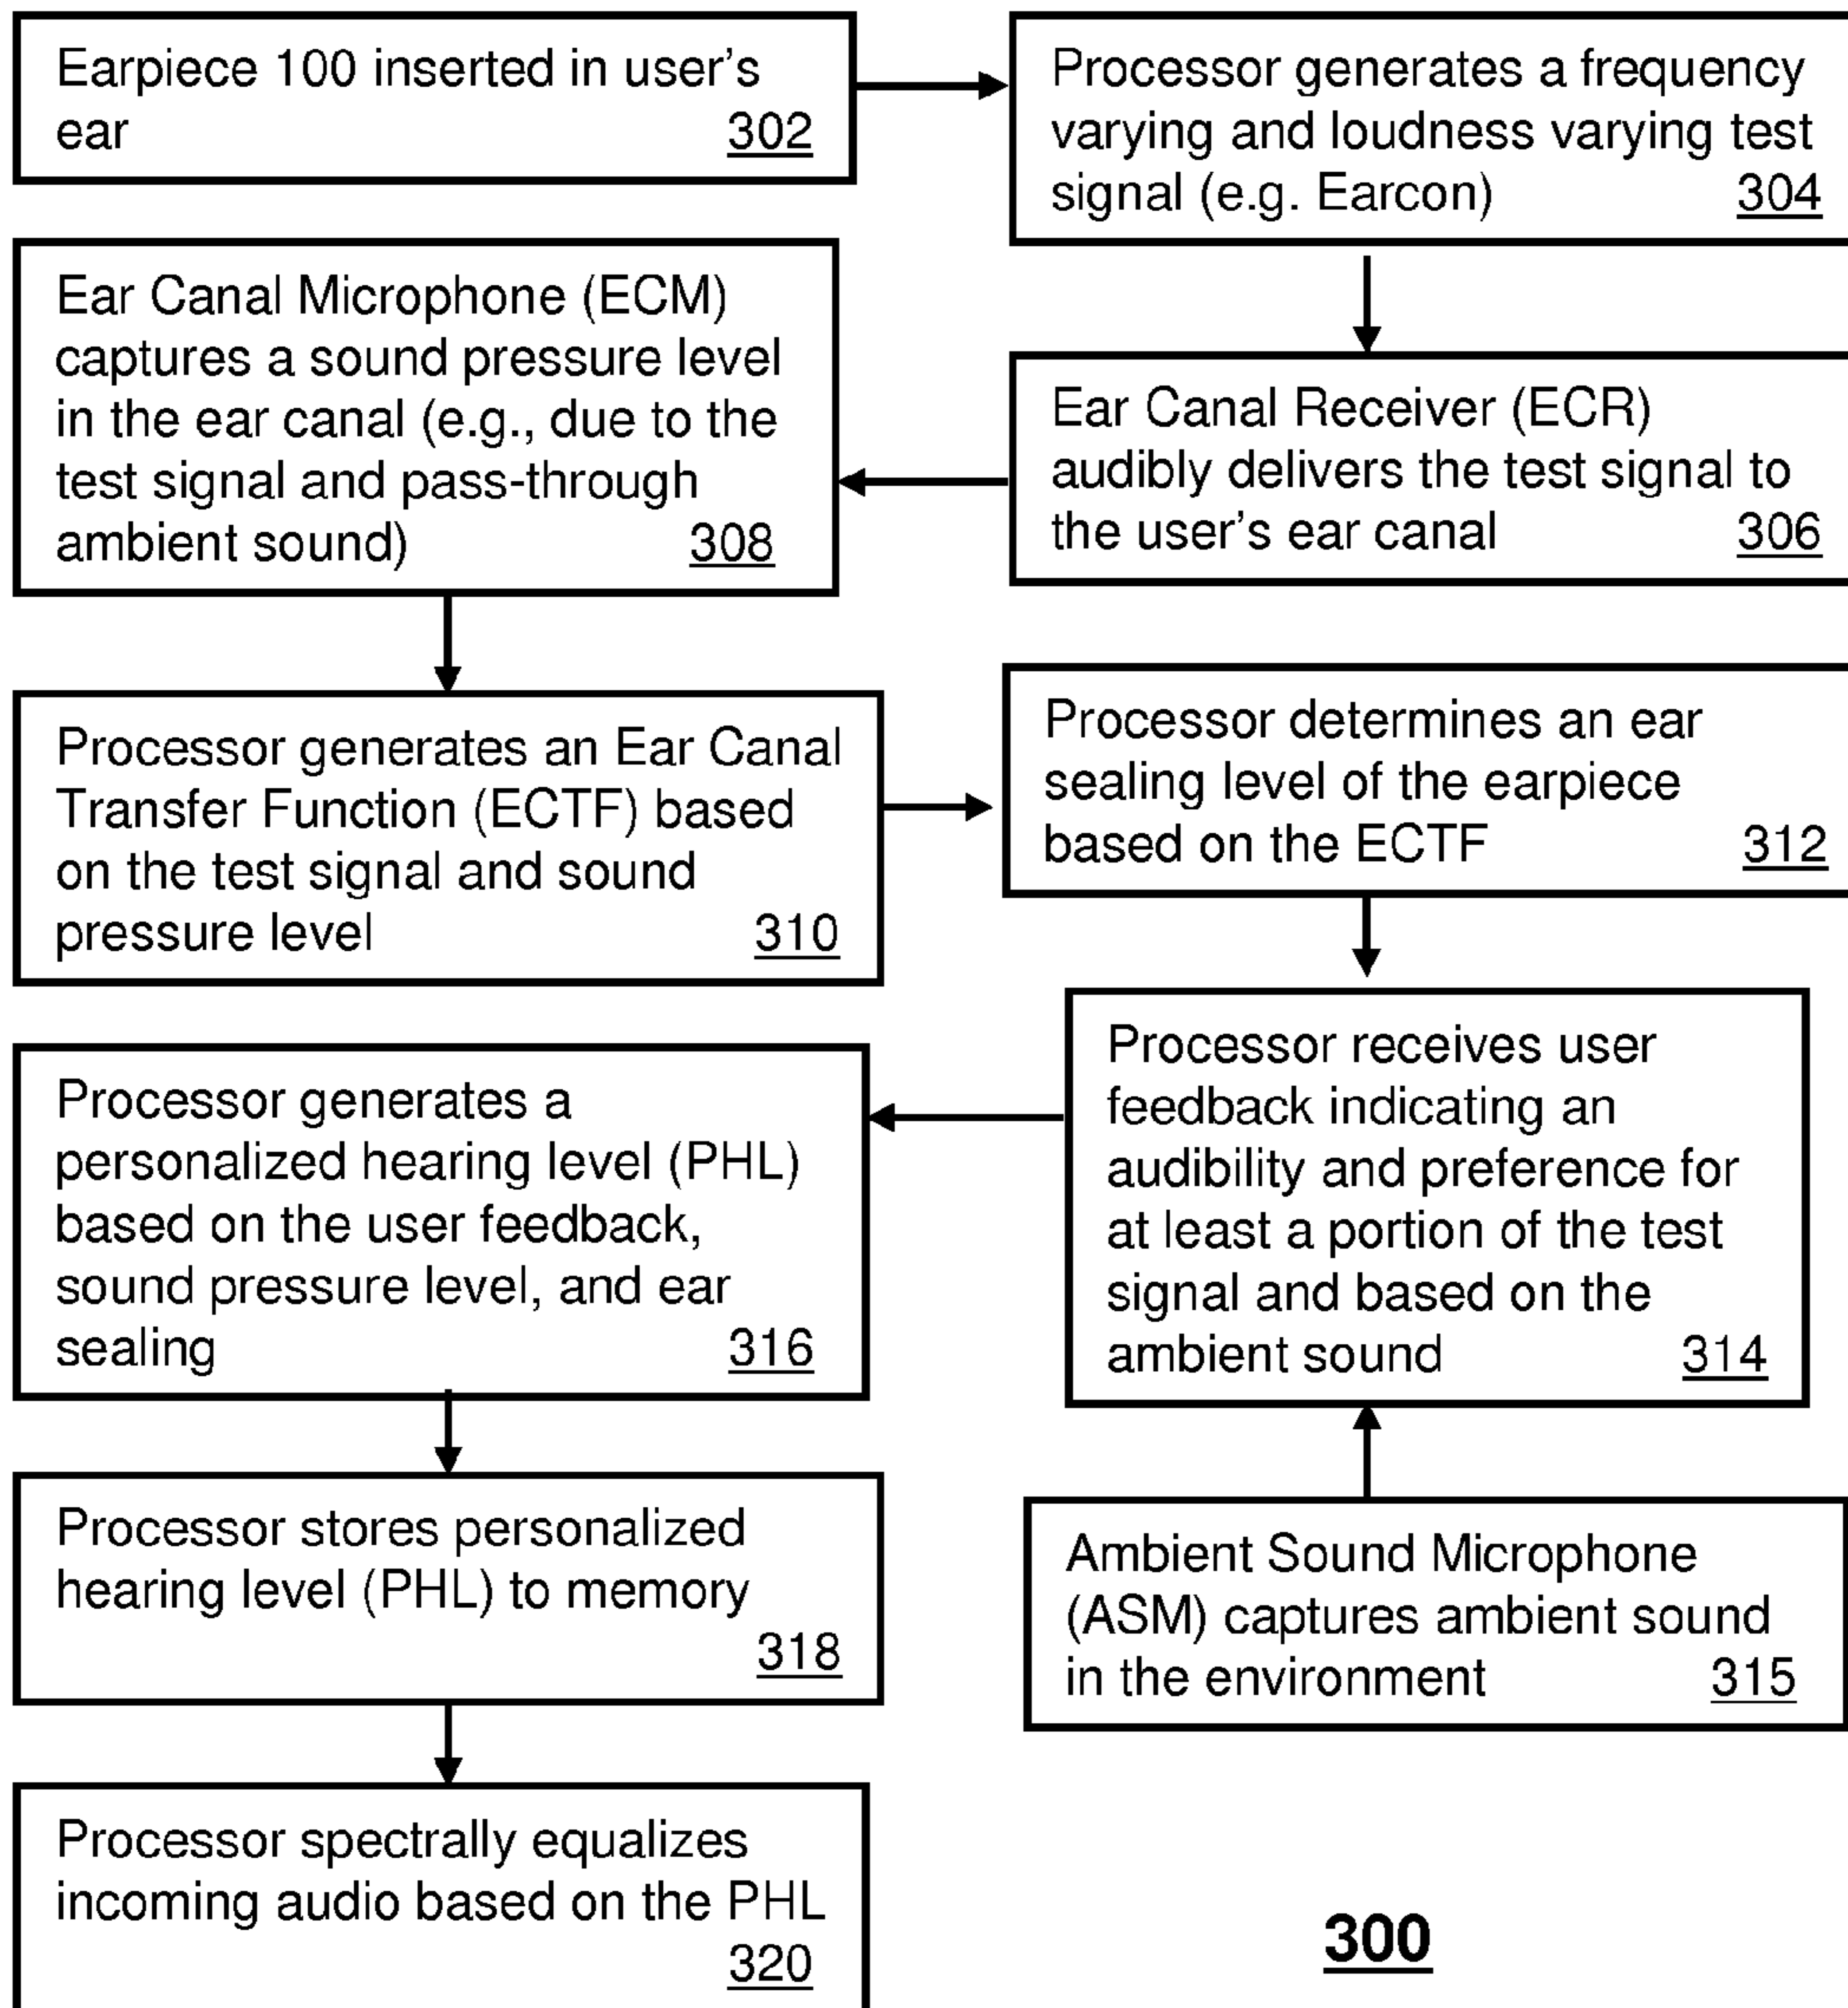 Earpiece 100 inserted in user's
ear 302
Processor generates a frequency
varying and loudness varying test
signal (e.g. Earcon) 304
Ear Canal Receiver (ECR)
audibly delivers the test signal to
the user's ear canal 306
Ear Canal Microphone (ECM)
captures a sound pressure level
in the ear canal (e.g., due to the
test signal and pass-through
ambient sound) 308
Processor generates an Ear Canal
Transfer Function (ECTF) based
on the test signal and sound
pressure level 310
Processor determines an ear
sealing level of the earpiece
based on the ECTF 312
Processor receives user
feedback indicating an
audibility and preference for
at least a portion of the test
signal and based on the
ambient sound 314
Ambient Sound Microphone
(ASM) captures ambient sound
in the environment 315
Processor generates a
personalized hearing level (PHL)
based on the user feedback,
sound pressure level, and ear
sealing 316
Processor stores personalized
hearing level (PHL) to memory
318
Processor spectrally equalizes
incoming audio based on the PHL
320
300